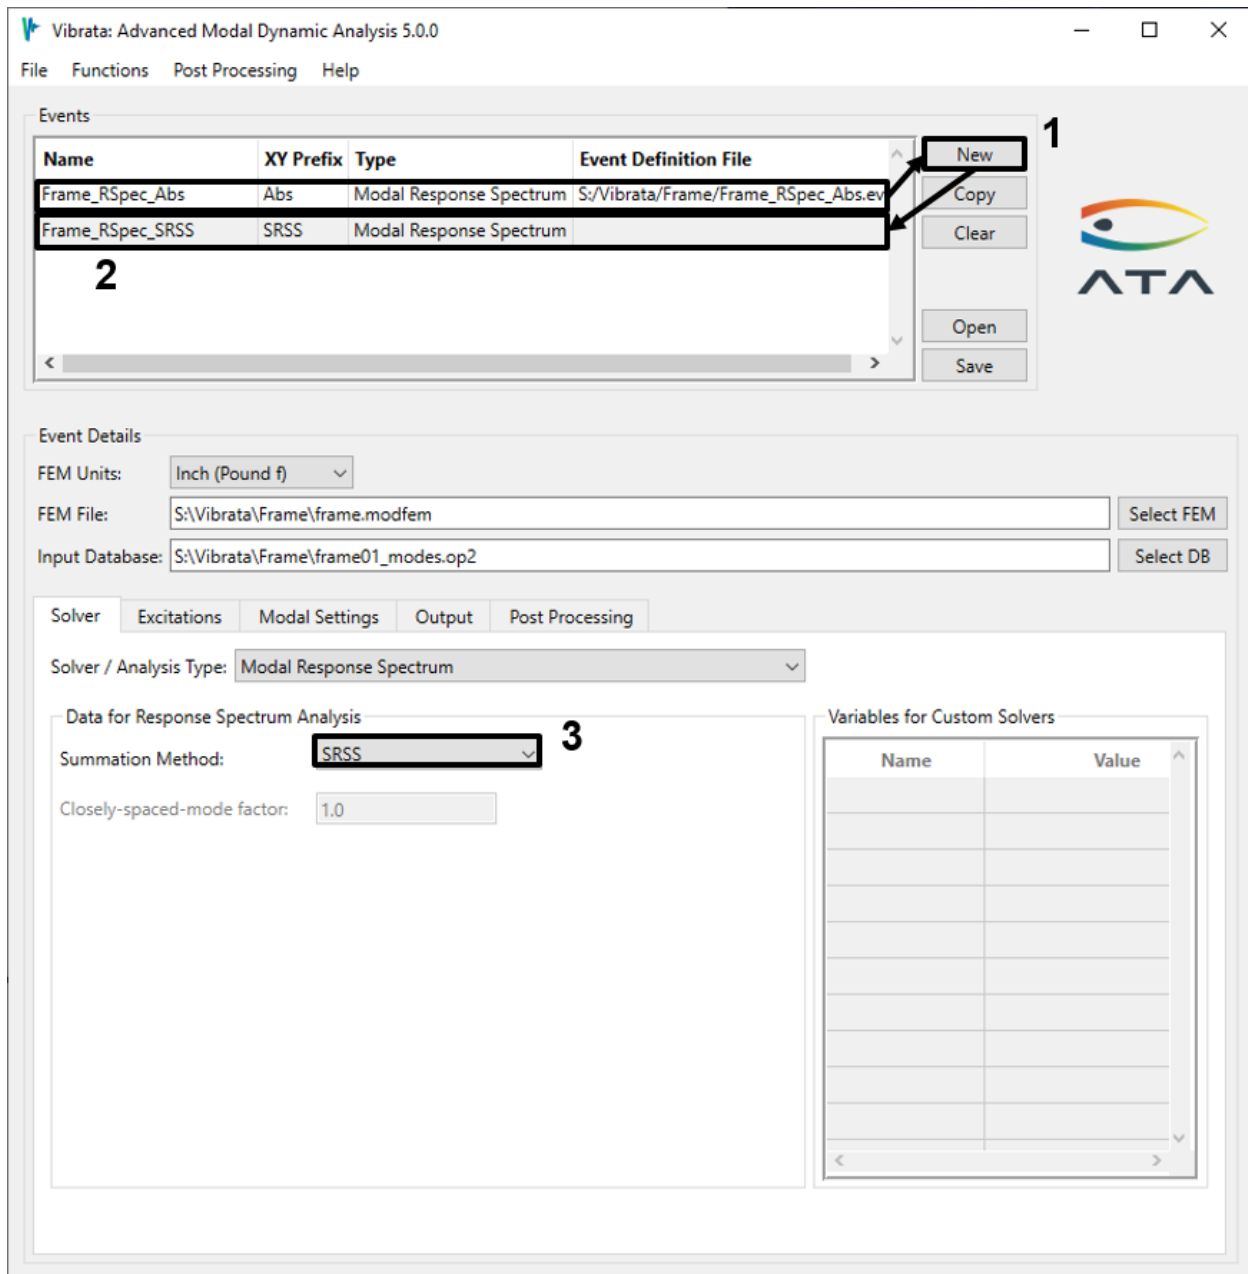 Vibrata: Advanced Modal Dynamic Analysis 5.0.0
File Functions Post Processing Help
Events
1
Name XY Prefix Type Event Definition File
New
Frame_RSpec_Abs Abs Modal Response Spectrum S:/Vibrata/Frame/Frame_RSpec_Abs.ev
Copy
Frame_RSpec_SRSS SRSS Modal Response Spectrum
Clear
2
ATA
Open
Save
Event Details
FEM Units: Inch (Pound f)
FEM File: S:\Vibrata\Frame\frame.modfem Select FEM
Input Database: S:\Vibrata\Frame\frame01_modes.op2 Select DB
Solver Excitations Modal Settings Output Post Processing
Solver / Analysis Type: Modal Response Spectrum
Data for Response Spectrum Analysis
Summation Method: SRSS
3
Closely-spaced-mode factor: 1.0
Variables for Custom Solvers
Name Value